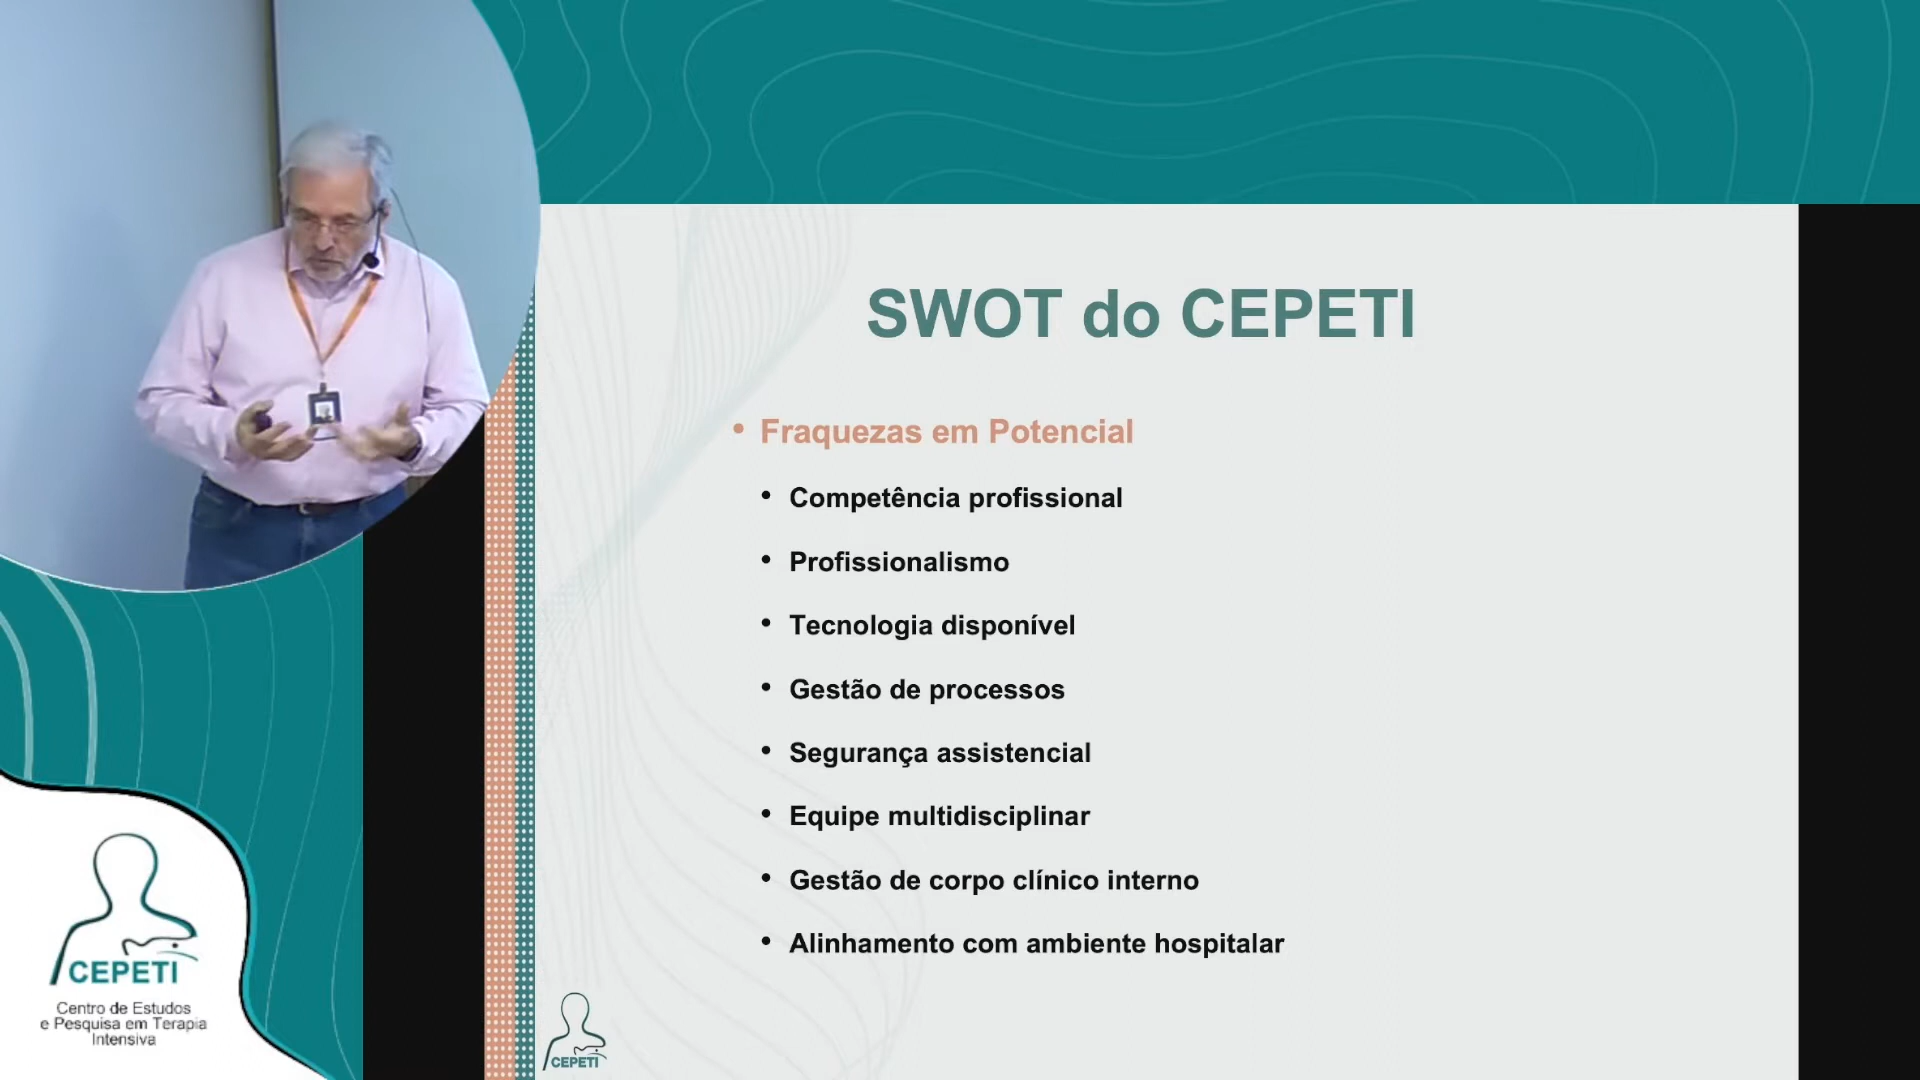 SWOT do CEPETI
• Fraquezas em Potencial
• Competência profissional
• Profissionalismo
• Tecnologia disponível
• Gestão de processos
• Segurança assistencial
• Equipe multidisciplinar
• Gestão de corpo clínico interno
• Alinhamento com ambiente hospitalar
CEPETI
CEPETI
Centro de Estudos
e Pesquisa em Terapia
Intensiva